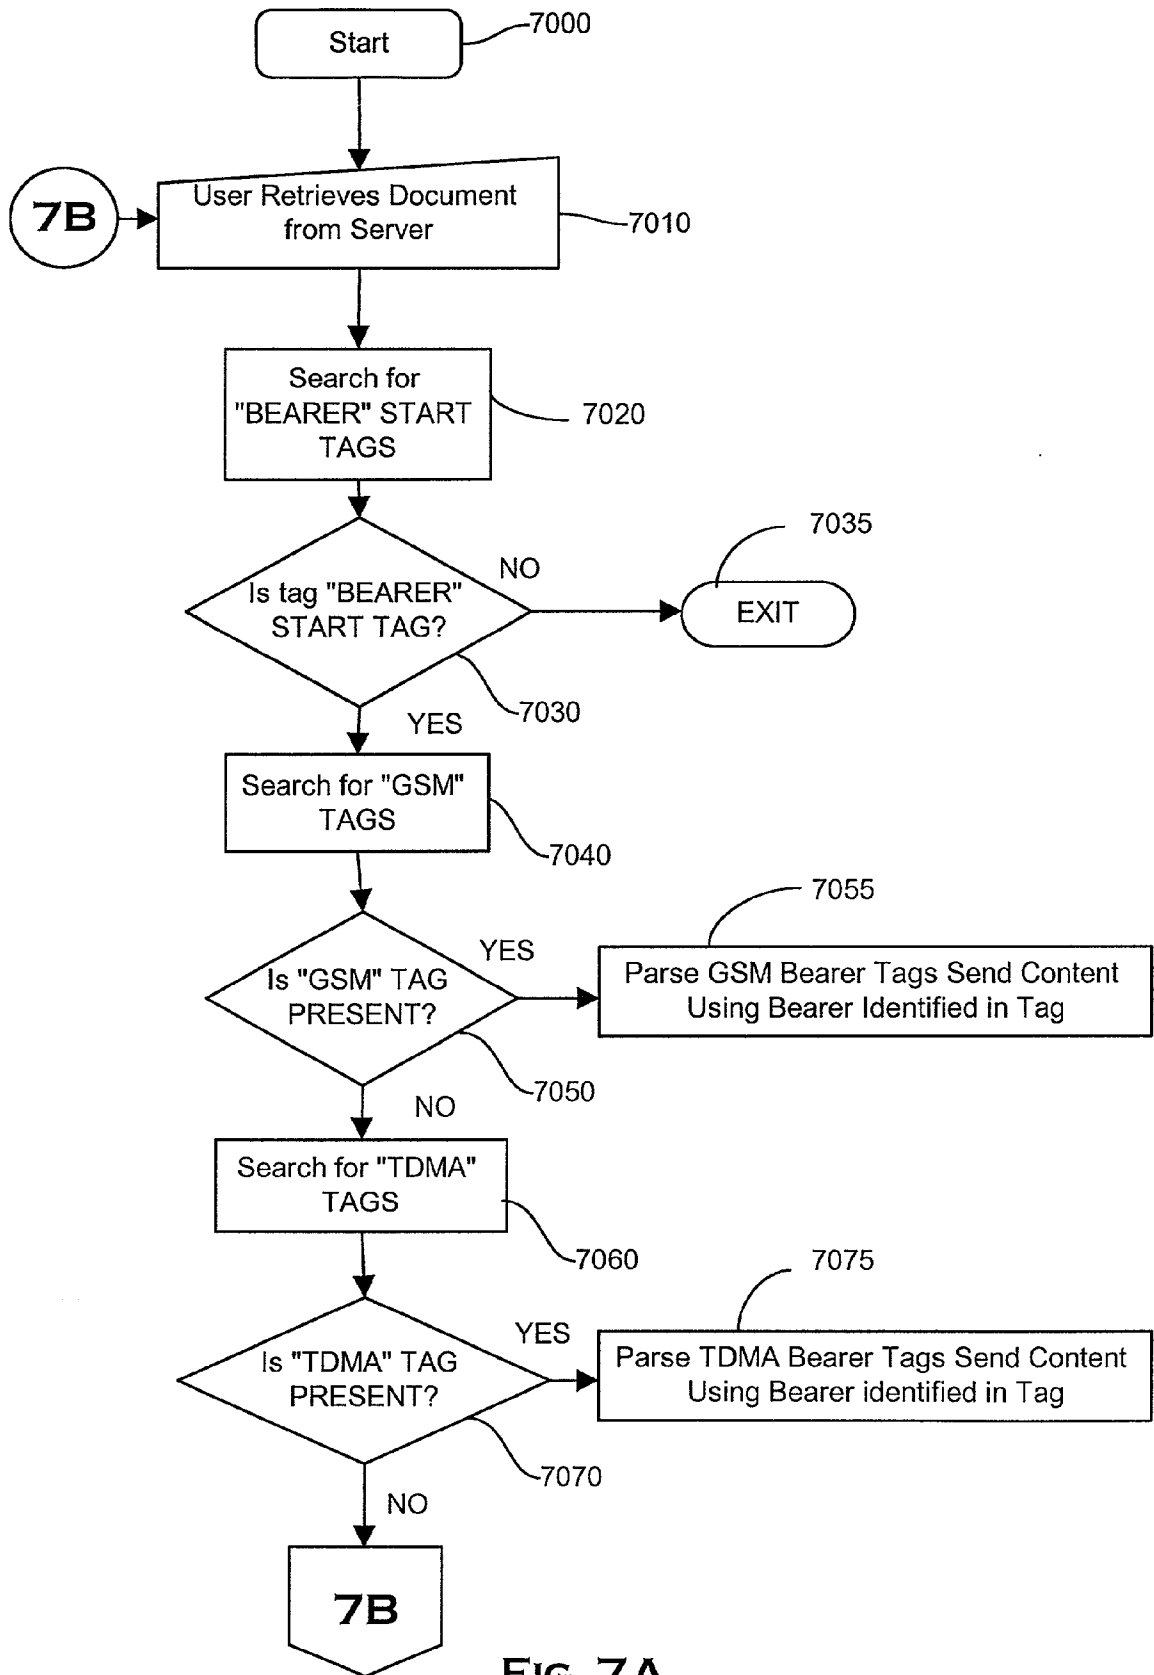 Start
7000
7B
User Retrieves Document
from Server
7010
Search for
"BEARER" START
TAGS
7020
Is tag "BEARER"
START TAG?
NO
7035
EXIT
7030
YES
Search for "GSM"
TAGS
7040
Is "GSM" TAG
PRESENT?
YES
7055
Parse GSM Bearer Tags Send Content
Using Bearer Identified in Tag
7050
NO
Search for "TDMA"
TAGS
7060
Is "TDMA" TAG
PRESENT?
YES
7075
Parse TDMA Bearer Tags Send Content
Using Bearer identified in Tag
7070
NO
7B
FIG. 7A